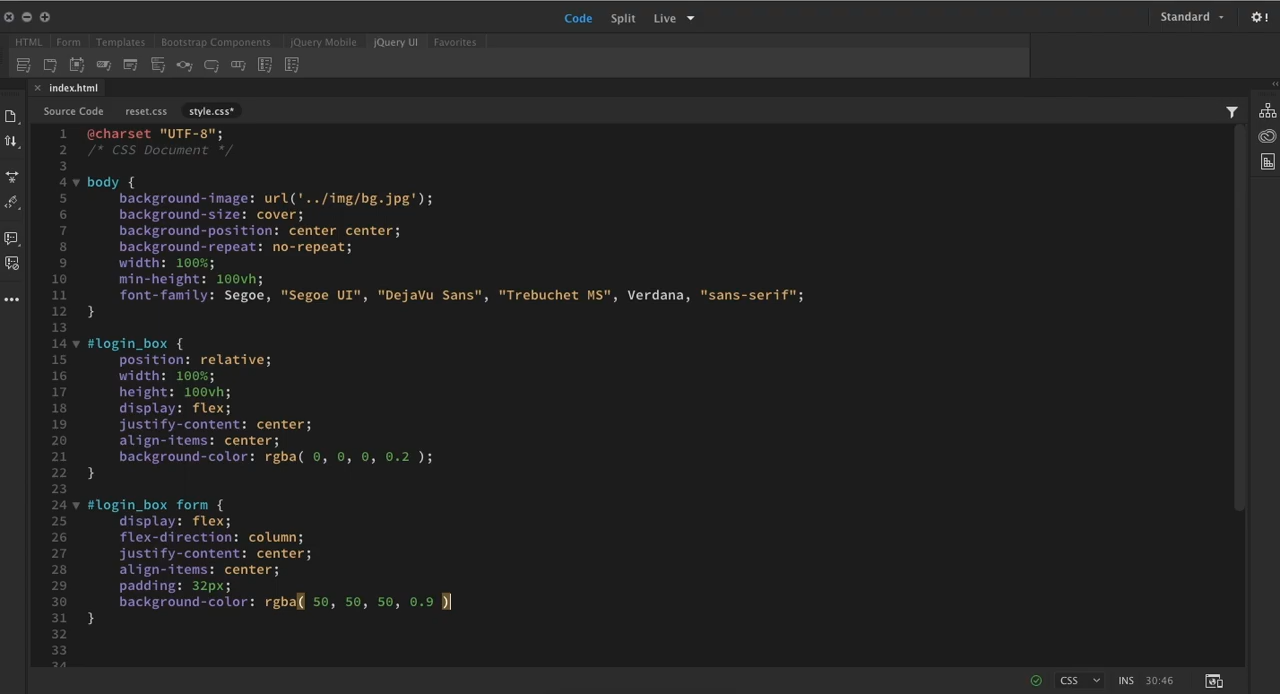 Code Split Live
Standard
!
HTML Form Templates Bootstrap Components jQuery Mobile jQuery UI Favorites
index.html
Source Code reset.css style.css*
1 @charset "UTF-8";
2 /* CSS Document */
3
4 body {
5 background-image: url('../img/bg.jpg');
6 background-size: cover;
7 background-position: center center;
8 background-repeat: no-repeat;
9 width: 100%;
10 min-height: 100vh;
11 font-family: Segoe, "Segoe UI", "DejaVu Sans", "Trebuchet MS", Verdana, "sans-serif";
12 }
13
14 #login_box {
15 position: relative;
16 width: 100%;
17 height: 100vh;
18 display: flex;
19 justify-content: center;
20 align-items: center;
21 background-color: rgba( 0, 0, 0, 0.2 );
22 }
23
24 #login_box form {
25 display: flex;
26 flex-direction: column;
27 justify-content: center;
28 align-items: center;
29 padding: 32px;
30 background-color: rgba( 50, 50, 50, 0.9 )
31 }
32
33
34
CSS INS 30:46